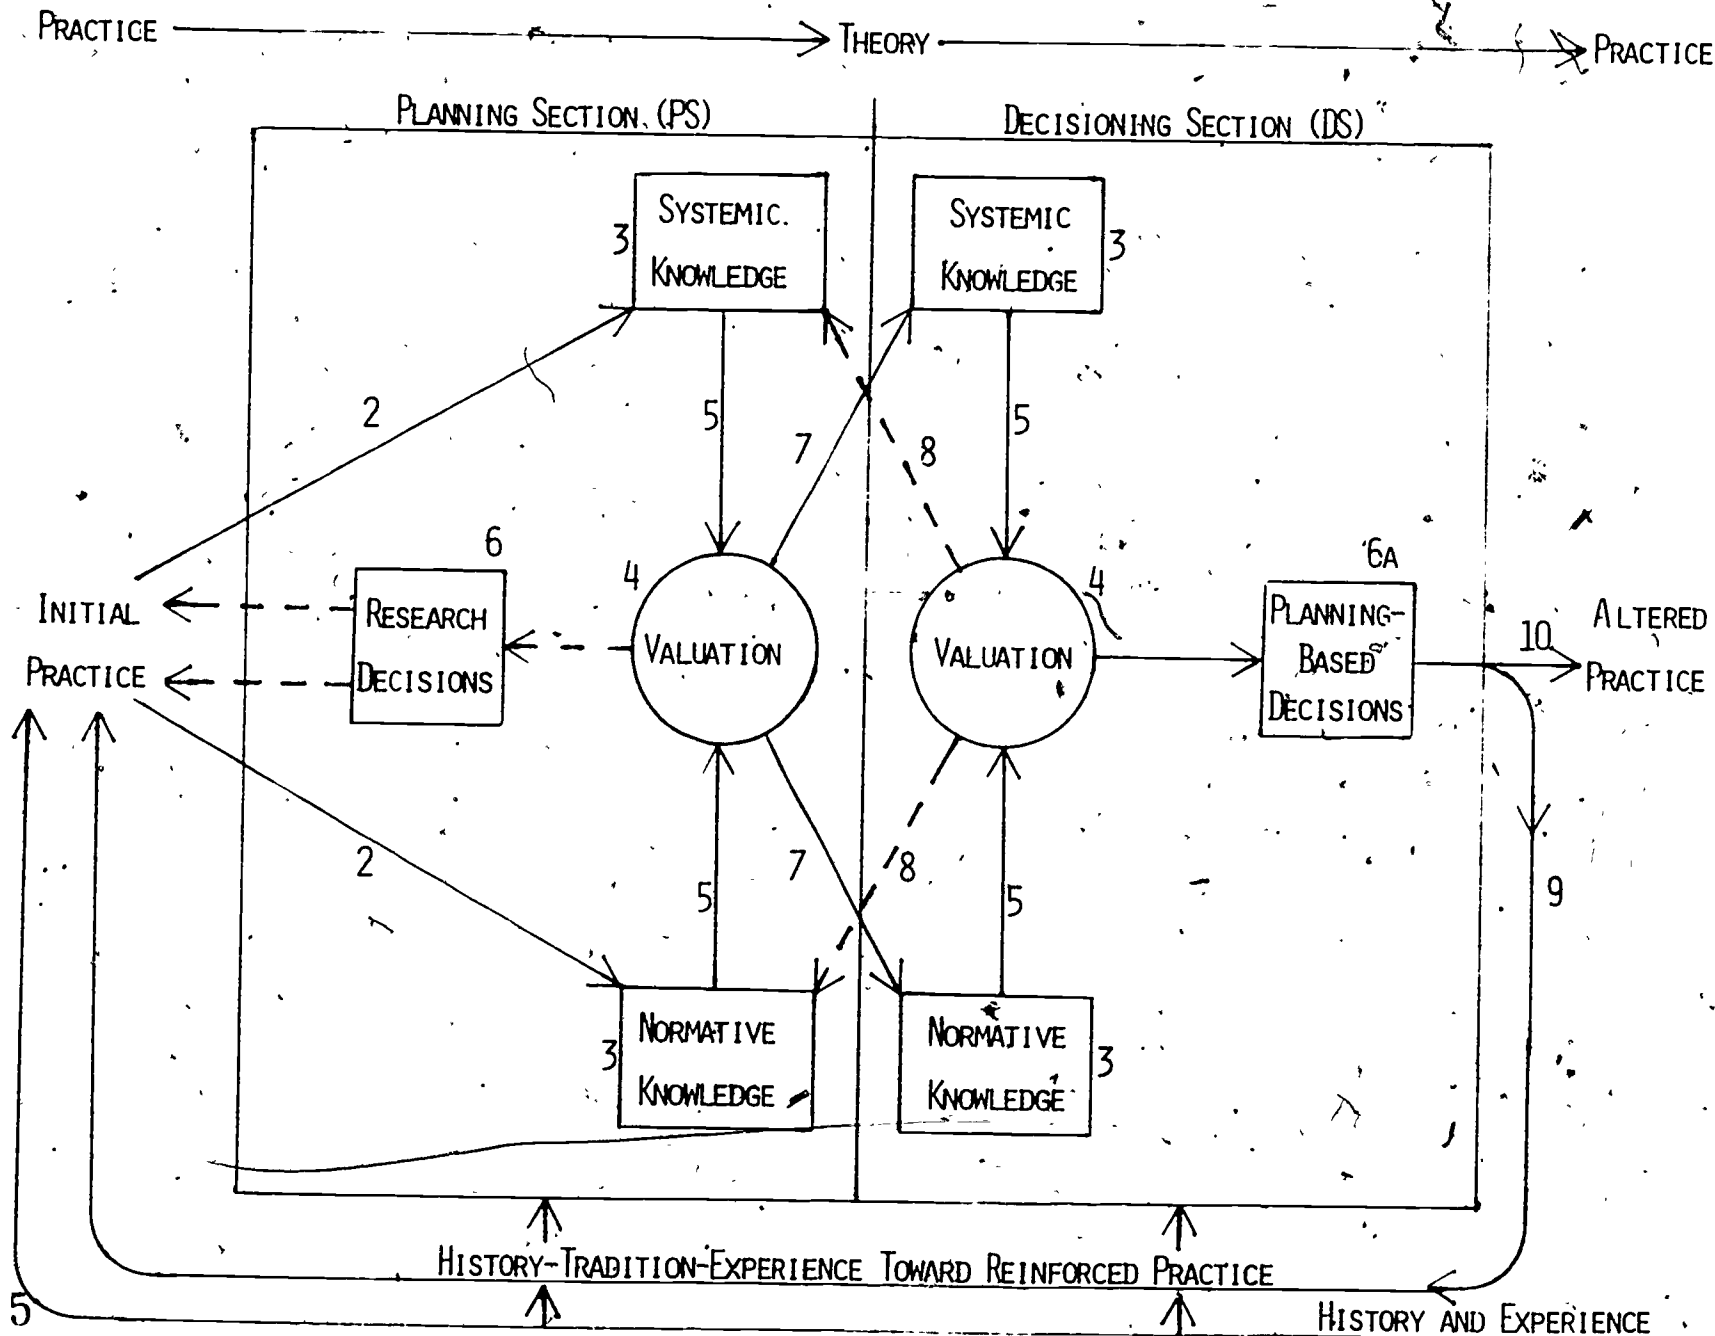 PRACTICE THEORY PRACTICE
PLANNING SECTION (PS) DECISIONING SECTION (DS)
SYSTEMIC
KNOWLEDGE
3
SYSTEMIC
KNOWLEDGE
3
2
5
7
8
5
6
4
4
6A
INITIAL
PRACTICE
RESEARCH
DECISIONS
VALUATION
VALUATION
PLANNING-
BASED
DECISIONS
10
ALTERED
PRACTICE
2
5
7
8
5
9
3
NORMATIVE
KNOWLEDGE
NORMATIVE
KNOWLEDGE
3
HISTORY-TRADITION-EXPERIENCE TOWARD REINFORCED PRACTICE
5
HISTORY AND EXPERIENCE